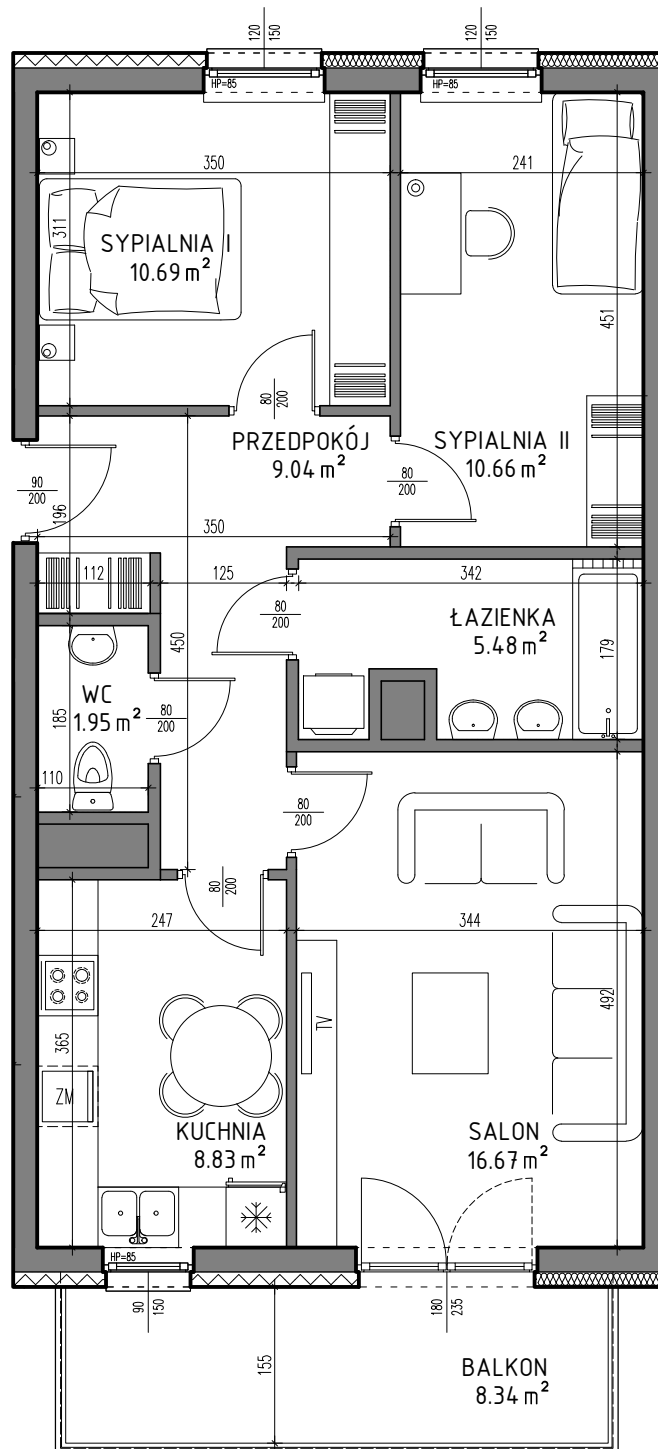 120
150
120
150
HP=85
HP=85
350
241
311
SYPIALNIA I
10.69 m²
451
80
200
PRZEDPOKÓJ
9.04 m²
SYPIALNIA II
10.66 m²
90
200
80
200
196
350
112
125
342
80
200
ŁAZIENKA
5.48 m²
450
179
WC
1.95 m²
185
80
200
110
80
200
80
200
247
344
492
365
TV
ZM
KUCHNIA
8.83 m²
SALON
16.67 m²
HP=85
90
150
180
235
155
BALKON
8.34 m²